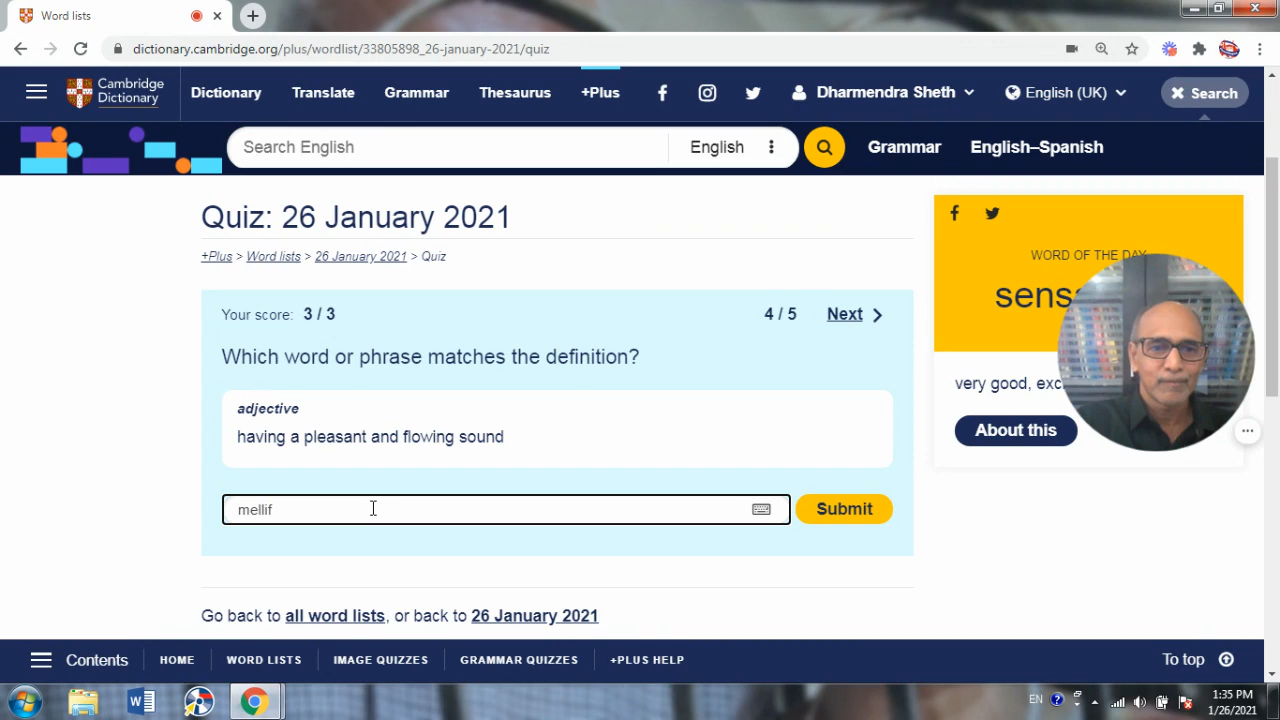 Word lists
dictionary.cambridge.org/plus/wordlist/33805898_26-january-2021/quiz
Cambridge Dictionary
Dictionary Translate Grammar Thesaurus +Plus Dharmendra Sheth English (UK) Search
Search English English Grammar English–Spanish
Quiz: 26 January 2021
+Plus > Word lists > 26 January 2021 > Quiz
Your score: 3 / 3 4 / 5 Next
Which word or phrase matches the definition?
adjective
having a pleasant and flowing sound
mellif Submit
Go back to all word lists, or back to 26 January 2021
WORD OF THE DAY
very good,
About this
Contents HOME WORD LISTS IMAGE QUIZZES GRAMMAR QUIZZES +PLUS HELP To top
EN 1:35 PM
1/26/2021